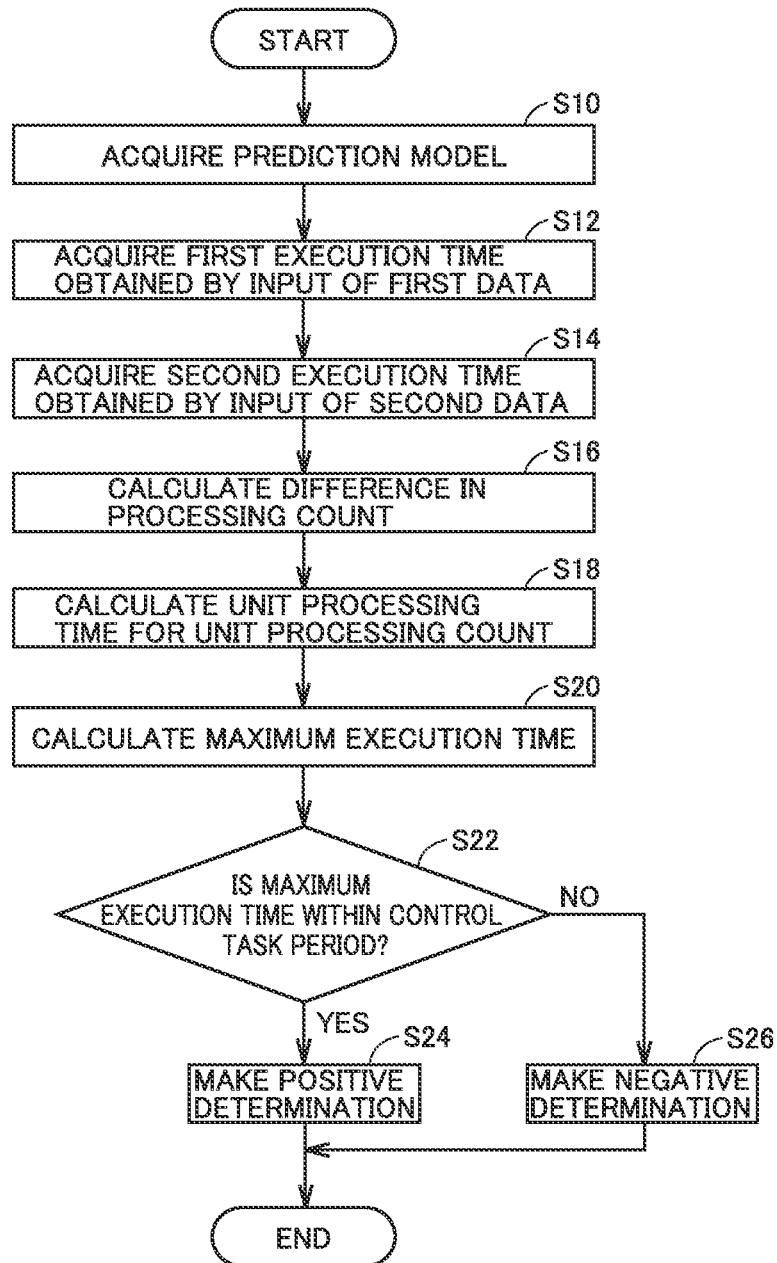 START
S10
ACQUIRE PREDICTION MODEL
S12
ACQUIRE FIRST EXECUTION TIME
OBTAINED BY INPUT OF FIRST DATA
S14
ACQUIRE SECOND EXECUTION TIME
OBTAINED BY INPUT OF SECOND DATA
S16
CALCULATE DIFFERENCE IN
PROCESSING COUNT
S18
CALCULATE UNIT PROCESSING
TIME FOR UNIT PROCESSING COUNT
S20
CALCULATE MAXIMUM EXECUTION TIME
S22
IS MAXIMUM
EXECUTION TIME WITHIN CONTROL
TASK PERIOD?
NO
YES
S24
MAKE POSITIVE
DETERMINATION
S26
MAKE NEGATIVE
DETERMINATION
END